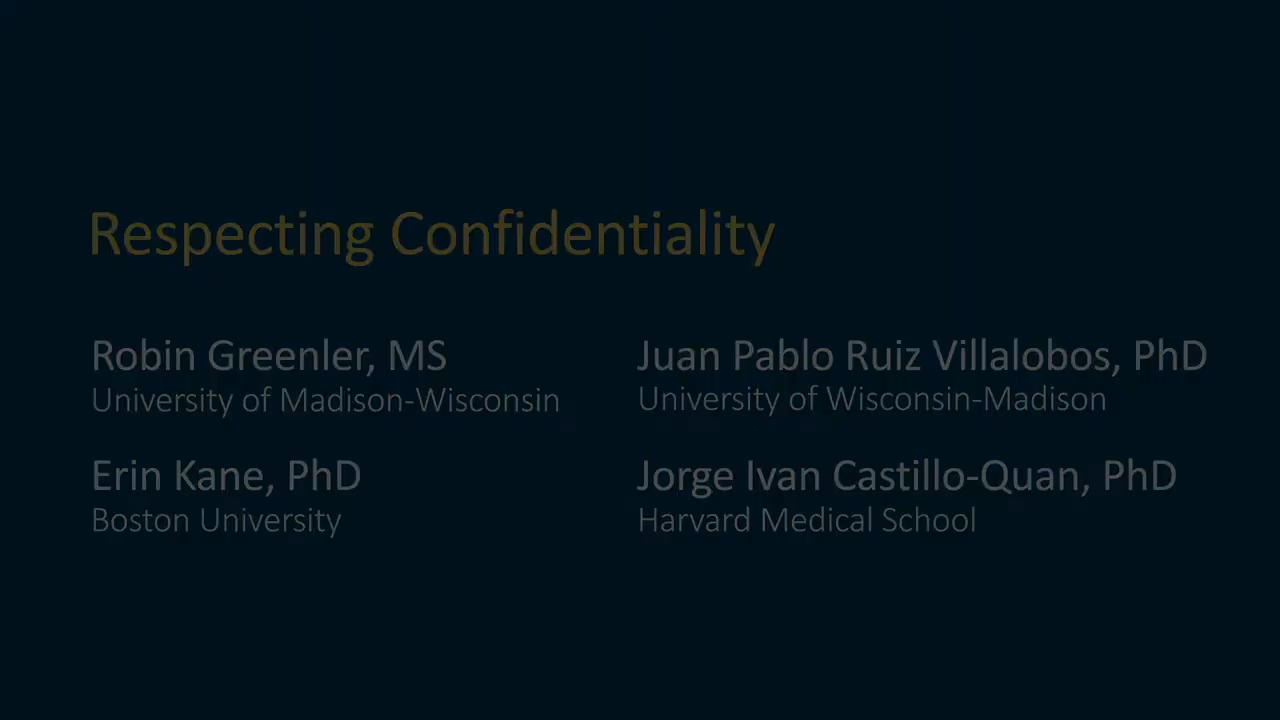 Respecting Confidentiality
Robin Greenler, MS
University of Madison-Wisconsin
Juan Pablo Ruiz Villalobos, PhD
University of Wisconsin-Madison
Erin Kane, PhD
Boston University
Jorge Ivan Castillo-Quan, PhD
Harvard Medical School